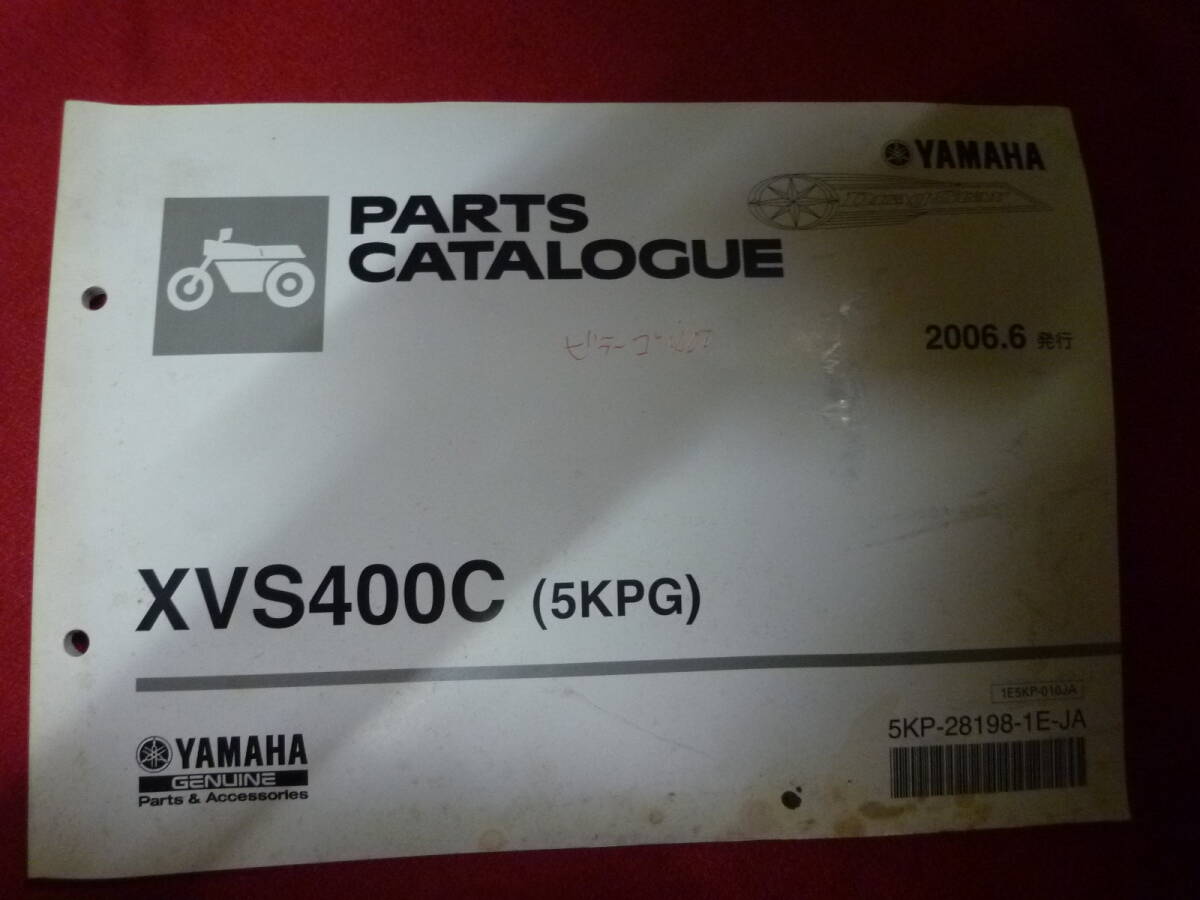 YAMAHA
DragStar
PARTS
CATALOGUE
2006.6 発行
XVS400C (5KPG)
1E5KP-010JA
5KP-28198-1E-JA
YAMAHA
GENUINE
Parts & Accessories